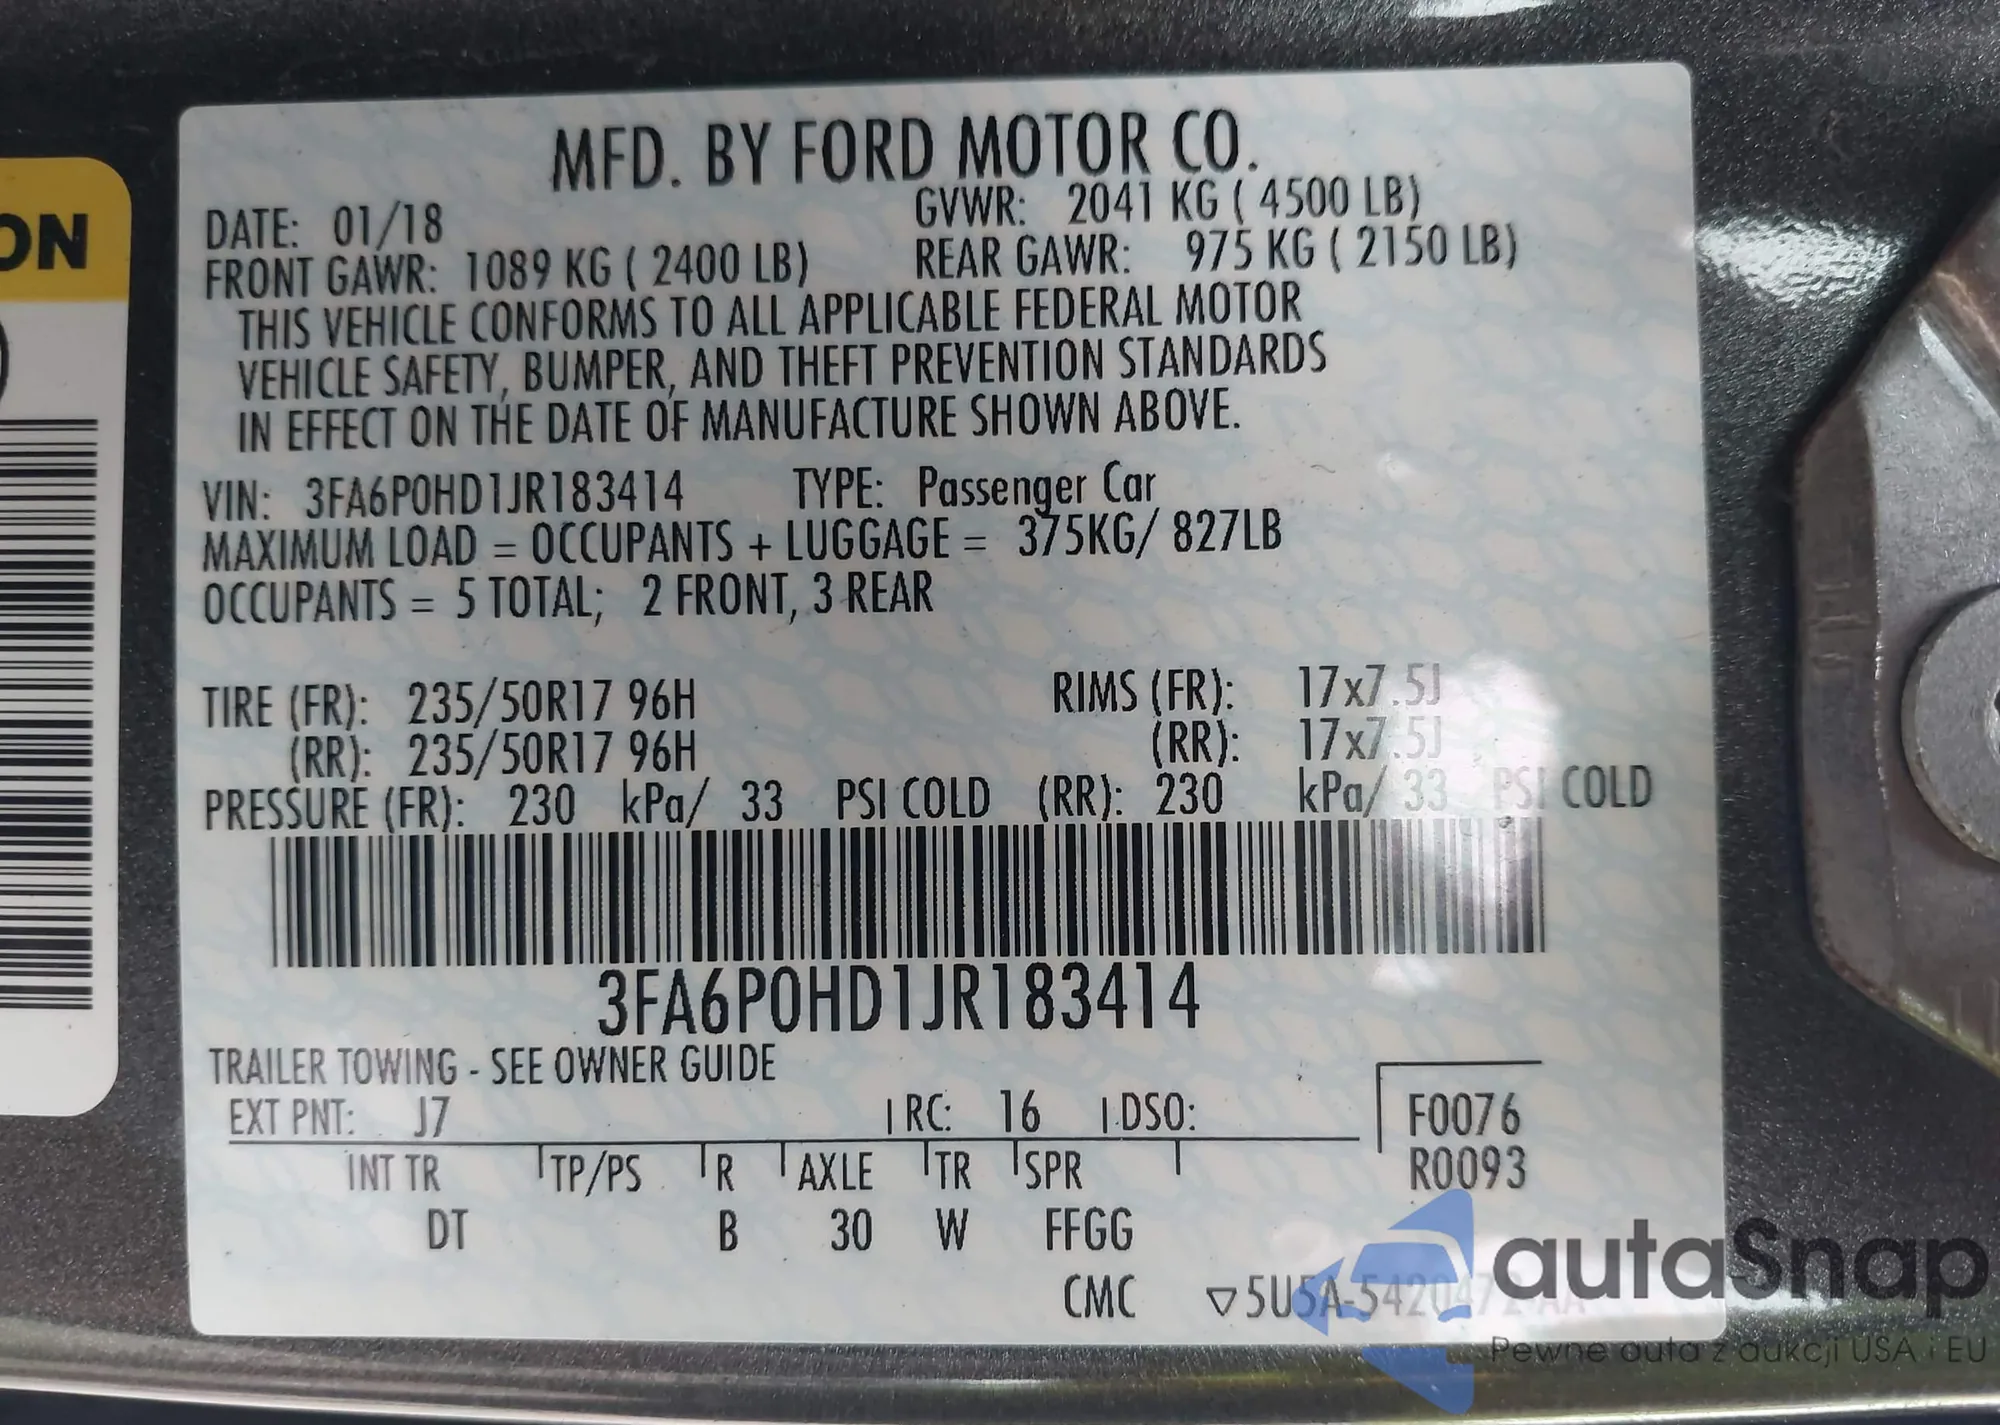 ON
MFD. BY FORD MOTOR CO.
DATE: 01/18 GVWR: 2041 KG ( 4500 LB)
FRONT GAWR: 1089 KG ( 2400 LB) REAR GAWR: 975 KG ( 2150 LB)
THIS VEHICLE CONFORMS TO ALL APPLICABLE FEDERAL MOTOR
VEHICLE SAFETY, BUMPER, AND THEFT PREVENTION STANDARDS
IN EFFECT ON THE DATE OF MANUFACTURE SHOWN ABOVE.
VIN: 3FA6P0HD1JR183414 TYPE: Passenger Car
MAXIMUM LOAD = OCCUPANTS + LUGGAGE = 375KG/ 827LB
OCCUPANTS = 5 TOTAL; 2 FRONT, 3 REAR
TIRE (FR): 235/50R17 96H RIMS (FR): 17x7.5J
(RR): 235/50R17 96H (RR): 17x7.5J
PRESSURE (FR): 230 kPa/ 33 PSI COLD (RR): 230 kPa/ 33 PSI COLD
3FA6P0HD1JR183414
TRAILER TOWING - SEE OWNER GUIDE
EXT PNT: J7 RC: 16 DSO: F0076
INT TR TP/PS R AXLE TR SPR R0093
DT B 30 W FFGG
CMC ▽5U5A-5420472-AA
autaSnap
Pewne auta z aukcji USA i EU